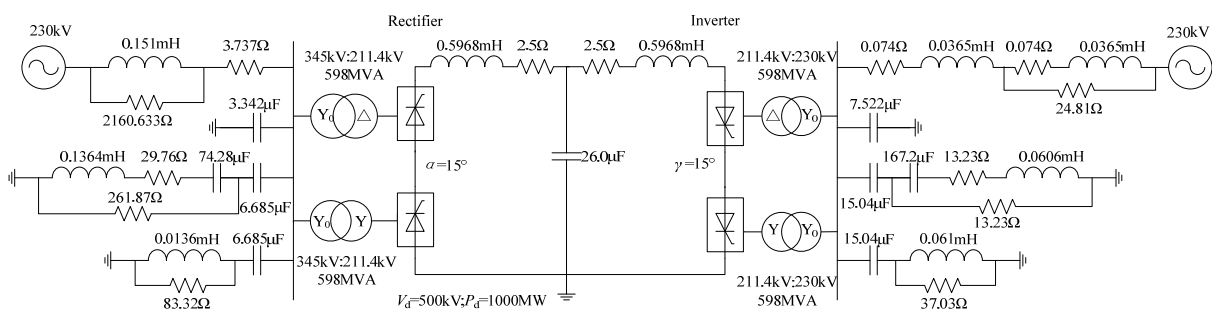 Rectifier
Inverter
230kV
0.151mH
3.737Ω
2160.633Ω
345kV:211.4kV
598MVA
0.5968mH
2.5Ω
2.5Ω
0.5968mH
211.4kV:230kV
598MVA
0.074Ω
0.0365mH
0.074Ω
0.0365mH
230kV
24.81Ω
3.342μF
Y₀
△
α=15°
26.0μF
γ=15°
△
Y₀
7.522μF
0.1364mH
29.76Ω
74.28μF
261.87Ω
6.685μF
167.2μF
13.23Ω
0.0606mH
15.04μF
13.23Ω
Y₀
Y
Y
Y₀
0.0136mH
6.685μF
83.32Ω
345kV:211.4kV
598MVA
Vd=500kV;Pd=1000MW
211.4kV:230kV
598MVA
15.04μF
0.061mH
37.03Ω